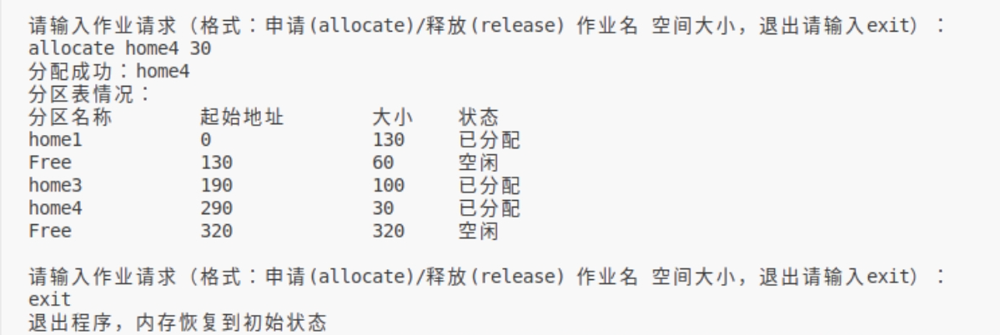 请输入作业请求（格式：申请(allocate)/释放(release) 作业名 空间大小，退出请输入exit）：
allocate home4 30
分配成功：home4
分区表情况：
分区名称 起始地址 大小 状态
home1 0 130 已分配
Free 130 60 空闲
home3 190 100 已分配
home4 290 30 已分配
Free 320 320 空闲
请输入作业请求（格式：申请(allocate)/释放(release) 作业名 空间大小，退出请输入exit）：
exit
退出程序，内存恢复到初始状态